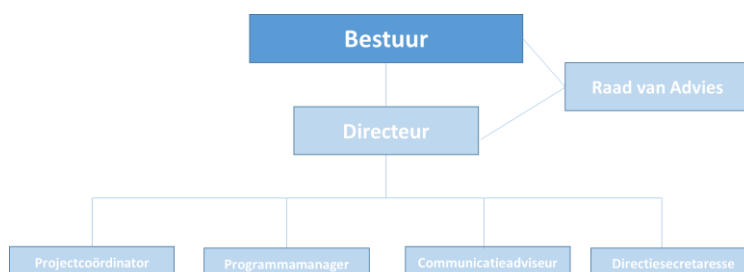 Bestuur
Raad van Advies
Directeur
Projectcoördinator
Programmamanager
Communicatieadviseur
Directiesecretaresse